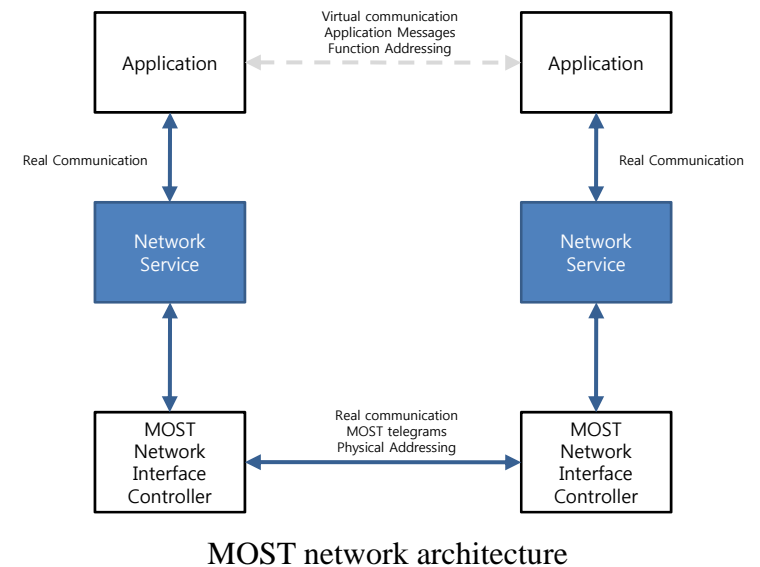 Virtual communication
Application Messages
Function Addressing
Application
Application
Real Communication
Real Communication
Network
Service
Network
Service
Real communication
MOST telegrams
Physical Addressing
MOST
Network
Interface
Controller
MOST
Network
Interface
Controller
MOST network architecture